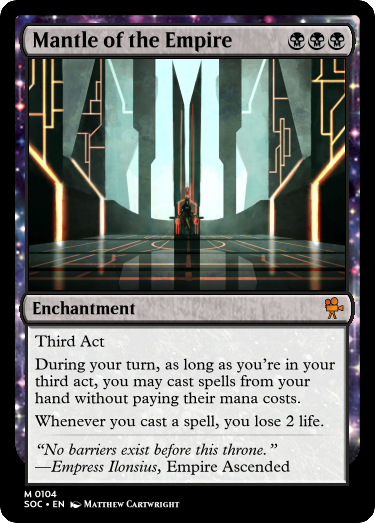 Mantle of the Empire
Enchantment
Third Act
During your turn, as long as you're in your
third act, you may cast spells from your
hand without paying their mana costs.
Whenever you cast a spell, you lose 2 life.
“No barriers exist before this throne.”
—Empress Ilonsius, Empire Ascended
M 0104
SOC • EN Matthew Cartwright